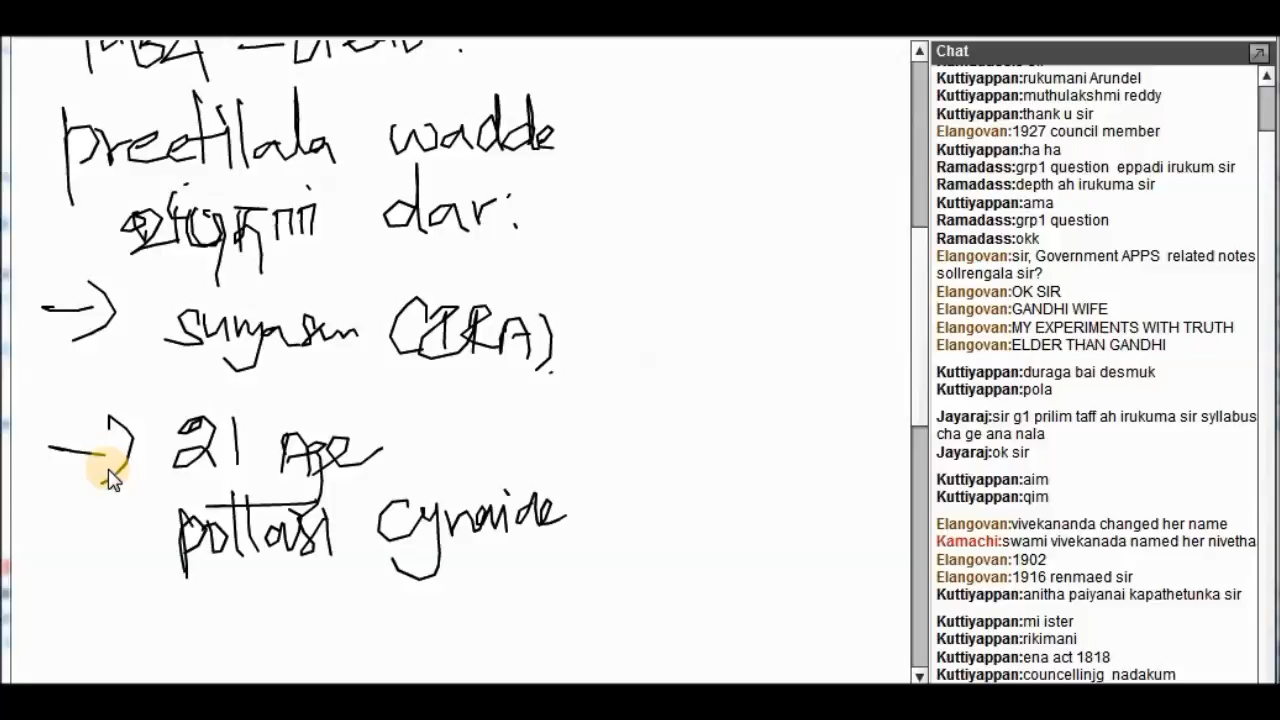 preetilala wadde
dar:
→ suryasen (IRA).
→ 21 Age
pottasi Cynaide
Chat
Kuttiyappan:rukumani Arundel
Kuttiyappan:muthulakshmi reddy
Kuttiyappan:thank u sir
Elangovan:1927 council member
Kuttiyappan:ha ha
Ramadass:grp1 question eppadi irukum sir
Ramadass:depth ah irukuma sir
Kuttiyappan:ama
Ramadass:grp1 question
Ramadass:okk
Elangovan:sir, Government APPS related notes
sollrengala sir?
Elangovan:OK SIR
Elangovan:GANDHI WIFE
Elangovan:MY EXPERIMENTS WITH TRUTH
Elangovan:ELDER THAN GANDHI
Kuttiyappan:duraga bai desmuk
Kuttiyappan:pola
Jayaraj:sir g1 prilim taff ah irukuma sir syllabus
cha ge ana nala
Jayaraj:ok sir
Kuttiyappan:aim
Kuttiyappan:qim
Elangovan:vivekananda changed her name
Kamachi:swami vivekanada named her nivetha
Elangovan:1902
Elangovan:1916 renmaed sir
Kuttiyappan:anitha paiyanai kapathetunka sir
Kuttiyappan:mi ister
Kuttiyappan:rikimani
Kuttiyappan:ena act 1818
Kuttiyappan:councellinjg nadakum